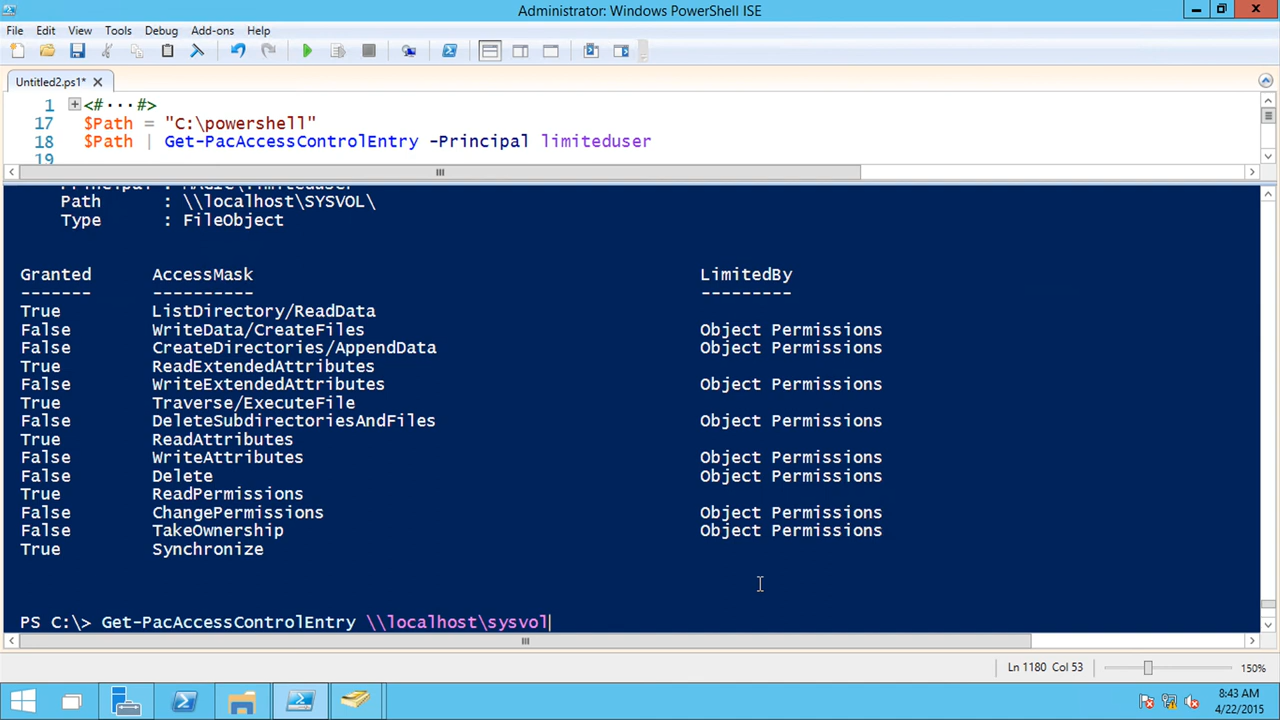 Administrator: Windows PowerShell ISE
File Edit View Tools Debug Add-ons Help
Untitled2.ps1*
1 <#···#>
17 $Path = "C:\powershell"
18 $Path | Get-PacAccessControlEntry -Principal limiteduser
19
Principal : MAGIC\limiteduser
Path : \\localhost\SYSVOL\
Type : FileObject
Granted AccessMask LimitedBy
------- ---------- ---------
True ListDirectory/ReadData
False WriteData/CreateFiles Object Permissions
False CreateDirectories/AppendData Object Permissions
True ReadExtendedAttributes
False WriteExtendedAttributes Object Permissions
True Traverse/ExecuteFile
False DeleteSubdirectoriesAndFiles Object Permissions
True ReadAttributes
False WriteAttributes Object Permissions
False Delete Object Permissions
True ReadPermissions
False ChangePermissions Object Permissions
False TakeOwnership Object Permissions
True Synchronize
PS C:\> Get-PacAccessControlEntry \\localhost\sysvol
Ln 1180 Col 53 150%
8:43 AM
4/22/2015